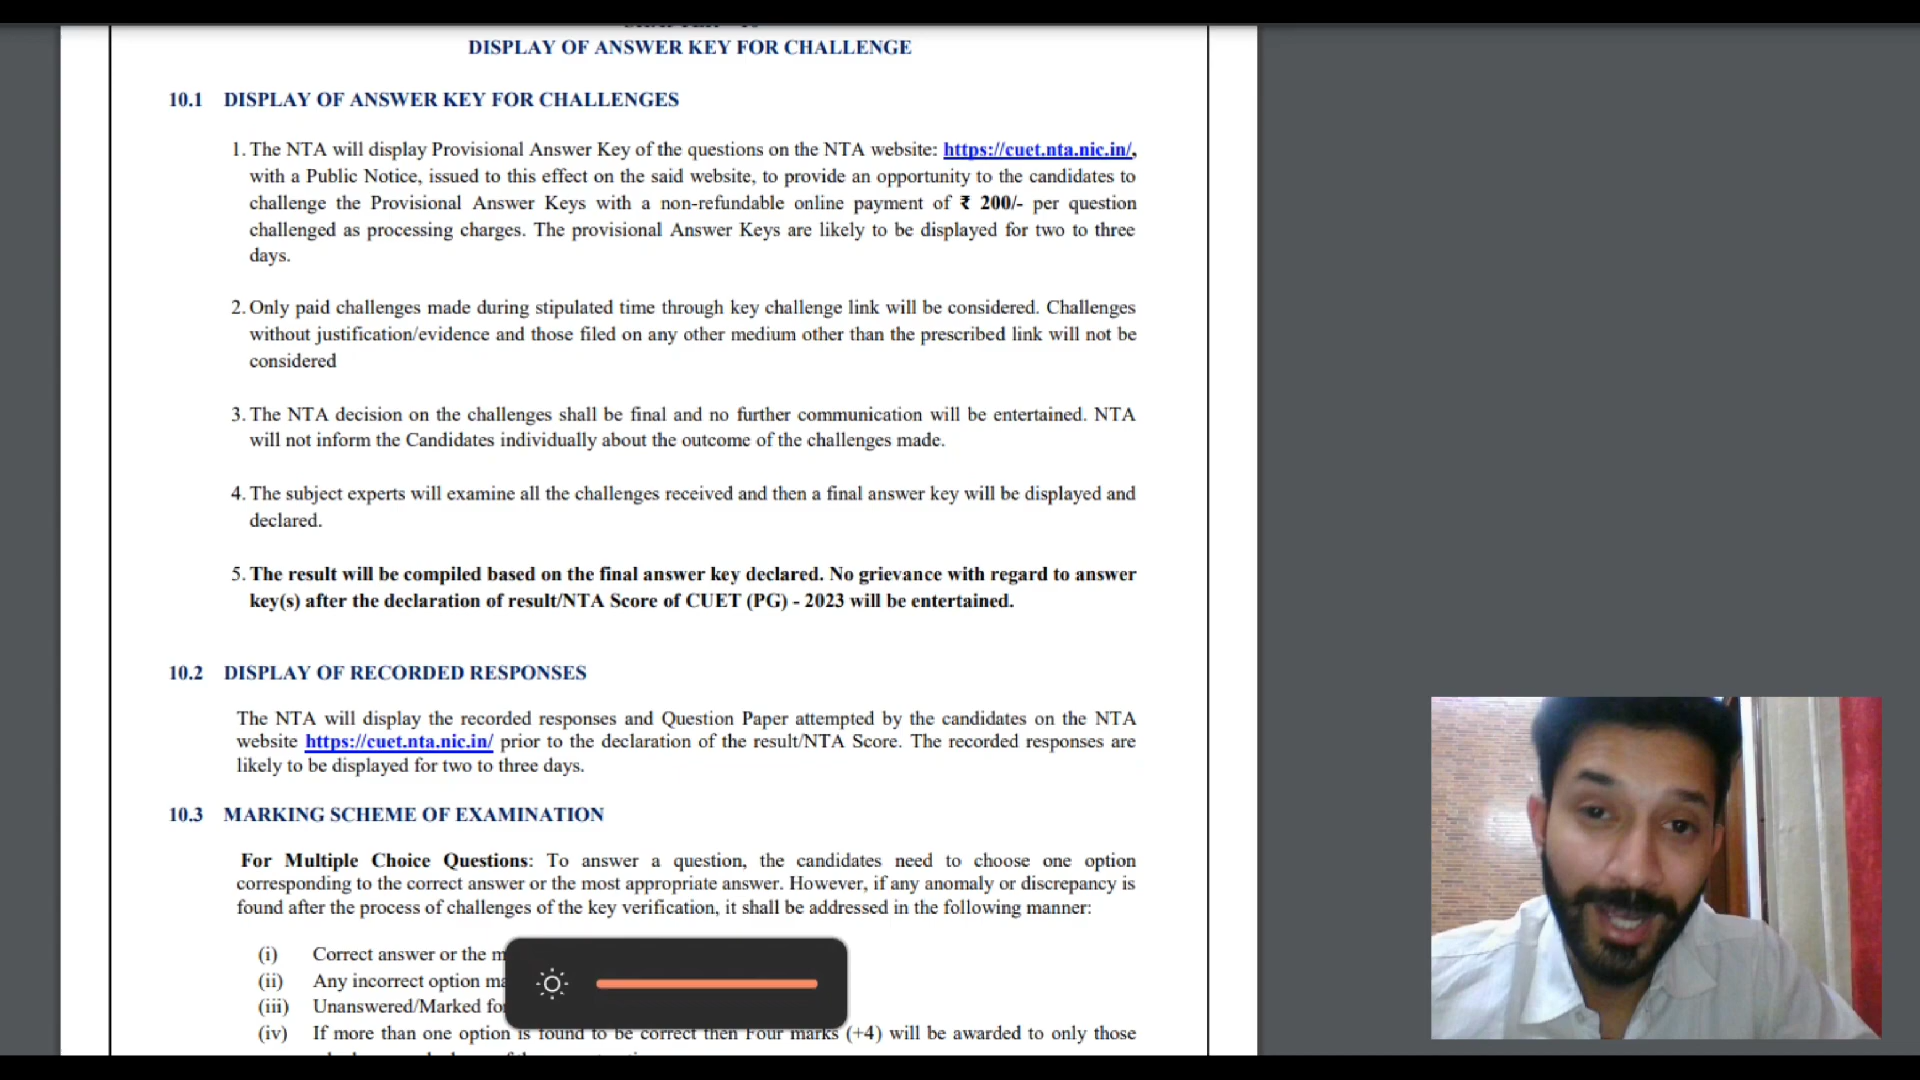 DISPLAY OF ANSWER KEY FOR CHALLENGE
10.1 DISPLAY OF ANSWER KEY FOR CHALLENGES
1. The NTA will display Provisional Answer Key of the questions on the NTA website: https://cuet.nta.nic.in/,
with a Public Notice, issued to this effect on the said website, to provide an opportunity to the candidates to
challenge the Provisional Answer Keys with a non-refundable online payment of ₹ 200/- per question
challenged as processing charges. The provisional Answer Keys are likely to be displayed for two to three
days.
2. Only paid challenges made during stipulated time through key challenge link will be considered. Challenges
without justification/evidence and those filed on any other medium other than the prescribed link will not be
considered
3. The NTA decision on the challenges shall be final and no further communication will be entertained. NTA
will not inform the Candidates individually about the outcome of the challenges made.
4. The subject experts will examine all the challenges received and then a final answer key will be displayed and
declared.
5. The result will be compiled based on the final answer key declared. No grievance with regard to answer
key(s) after the declaration of result/NTA Score of CUET (PG) - 2023 will be entertained.
10.2 DISPLAY OF RECORDED RESPONSES
The NTA will display the recorded responses and Question Paper attempted by the candidates on the NTA
website https://cuet.nta.nic.in/ prior to the declaration of the result/NTA Score. The recorded responses are
likely to be displayed for two to three days.
10.3 MARKING SCHEME OF EXAMINATION
For Multiple Choice Questions: To answer a question, the candidates need to choose one option
corresponding to the correct answer or the most appropriate answer. However, if any anomaly or discrepancy is
found after the process of challenges of the key verification, it shall be addressed in the following manner:
(i) Correct answer or the
(ii) Any incorrect option
(iii) Unanswered/Marked
(iv) If more than one option is found to be correct then Four marks (+4) will be awarded to only those